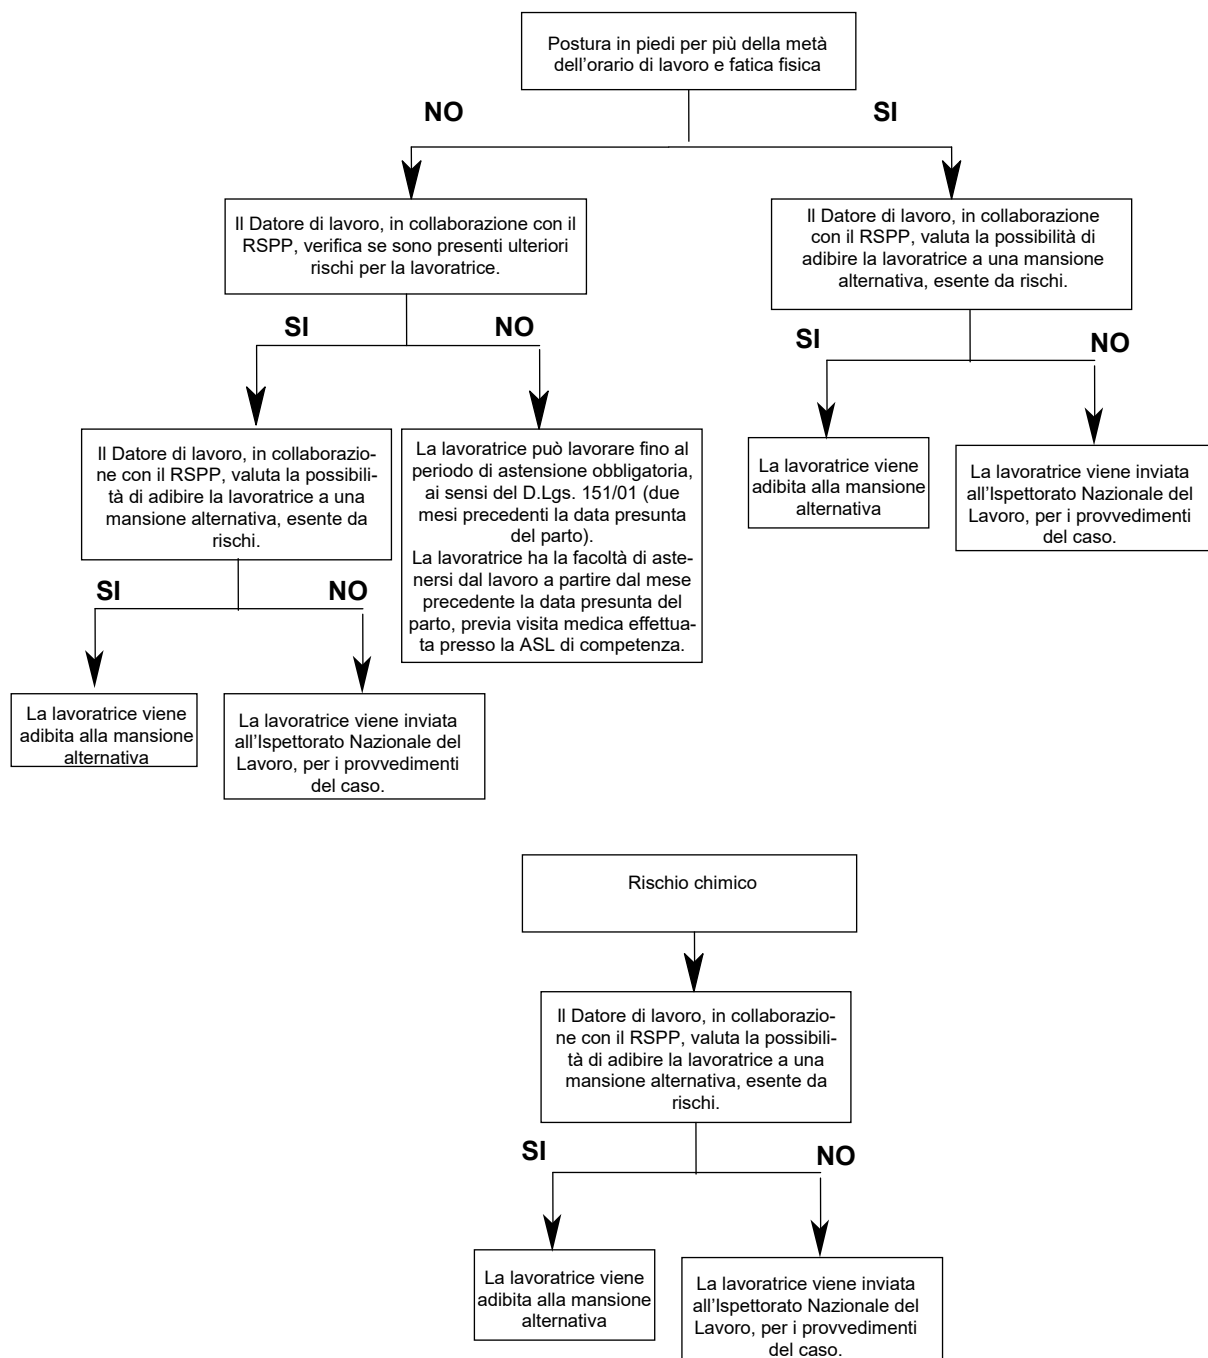 Postura in piedi per più della metà
dell'orario di lavoro e fatica fisica
NO
SI
Il Datore di lavoro, in collaborazione con il
RSPP, verifica se sono presenti ulteriori
rischi per la lavoratrice.
Il Datore di lavoro, in collaborazione
con il RSPP, valuta la possibilità di
adibire la lavoratrice a una mansione
alternativa, esente da rischi.
SI
NO
SI
NO
Il Datore di lavoro, in collaborazio-
ne con il RSPP, valuta la possibili-
tà di adibire la lavoratrice a una
mansione alternativa, esente da
rischi.
La lavoratrice può lavorare fino al
periodo di astensione obbligatoria,
ai sensi del D.Lgs. 151/01 (due
mesi precedenti la data presunta
del parto).
La lavoratrice ha la facoltà di aste-
nersi dal lavoro a partire dal mese
precedente la data presunta del
parto, previa visita medica effettua-
ta presso la ASL di competenza.
La lavoratrice viene
adibita alla mansione
alternativa
La lavoratrice viene inviata
all'Ispettorato Nazionale del
Lavoro, per i provvedimenti
del caso.
SI
NO
La lavoratrice viene
adibita alla mansione
alternativa
La lavoratrice viene inviata
all'Ispettorato Nazionale del
Lavoro, per i provvedimenti
del caso.
Rischio chimico
Il Datore di lavoro, in collaborazio-
ne con il RSPP, valuta la possibili-
tà di adibire la lavoratrice a una
mansione alternativa, esente da
rischi.
SI
NO
La lavoratrice viene
adibita alla mansione
alternativa
La lavoratrice viene inviata
all'Ispettorato Nazionale del
Lavoro, per i provvedimenti
del caso.